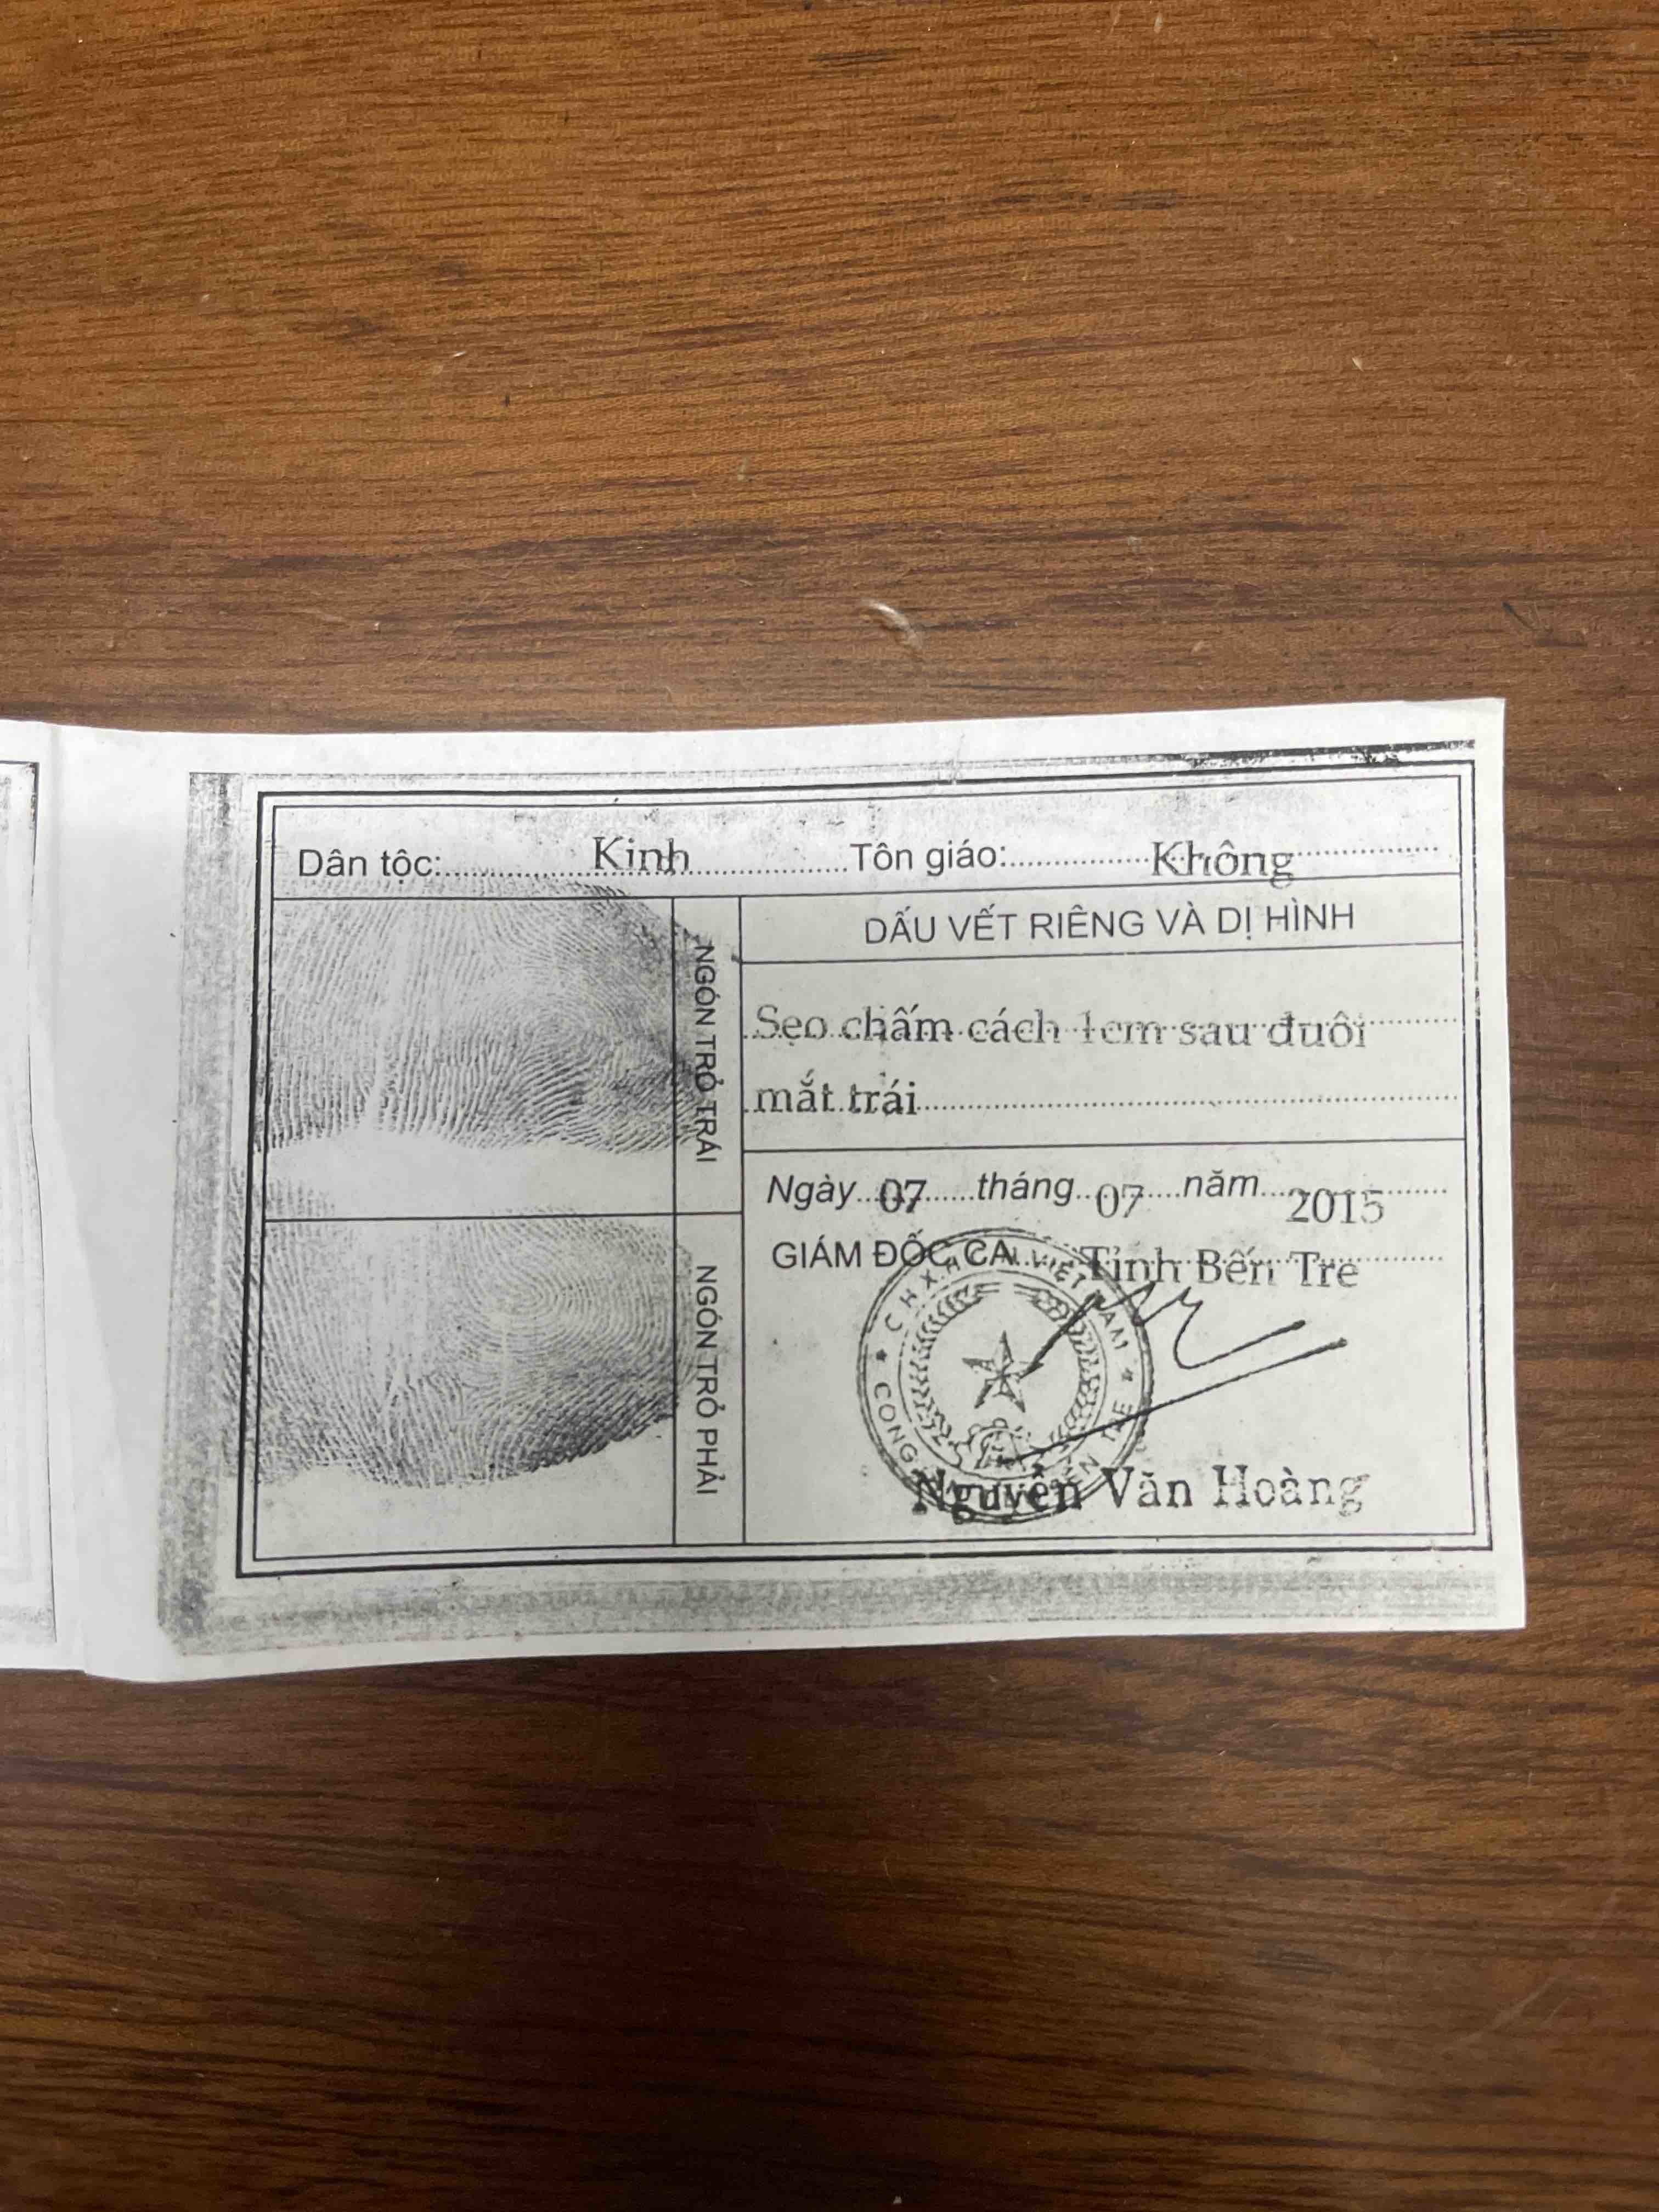 Dân tộc: Kinh Tôn giáo: Không
NGÓN TRỎ TRÁI
NGÓN TRỎ PHẢI
DẤU VẾT RIÊNG VÀ DỊ HÌNH
Sẹo chấm cách 1cm sau đuôi
mắt trái
Ngày 07 tháng 07 năm 2015
GIÁM ĐỐC CA Tỉnh Bến Tre
Nguyễn Văn Hoàng